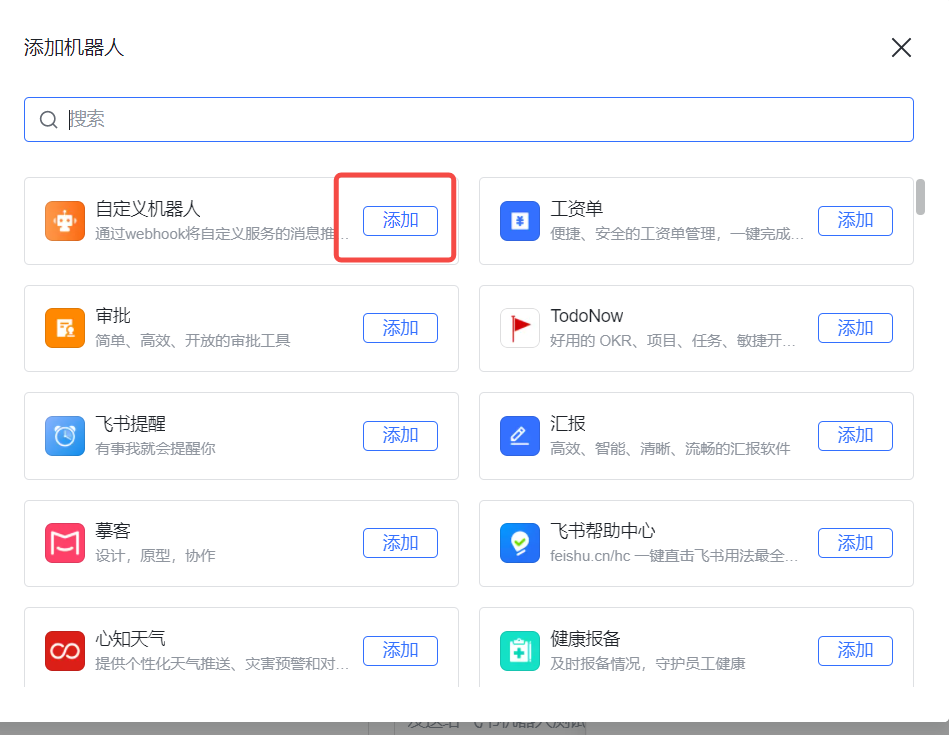 添加机器人
搜索
自定义机器人
通过webhook将自定义服务的消息推...
添加
工资单
便捷、安全的工资单管理，一键完成...
添加
审批
简单、高效、开放的审批工具
添加
TodoNow
好用的 OKR、项目、任务、敏捷开...
添加
飞书提醒
有事我就会提醒你
添加
汇报
高效、智能、清晰、流畅的汇报软件
添加
摹客
设计，原型，协作
添加
飞书帮助中心
feishu.cn/hc 一键直击飞书用法最全...
添加
心知天气
提供个性化天气推送、灾害预警和对...
添加
健康报备
及时报备情况，守护员工健康
添加